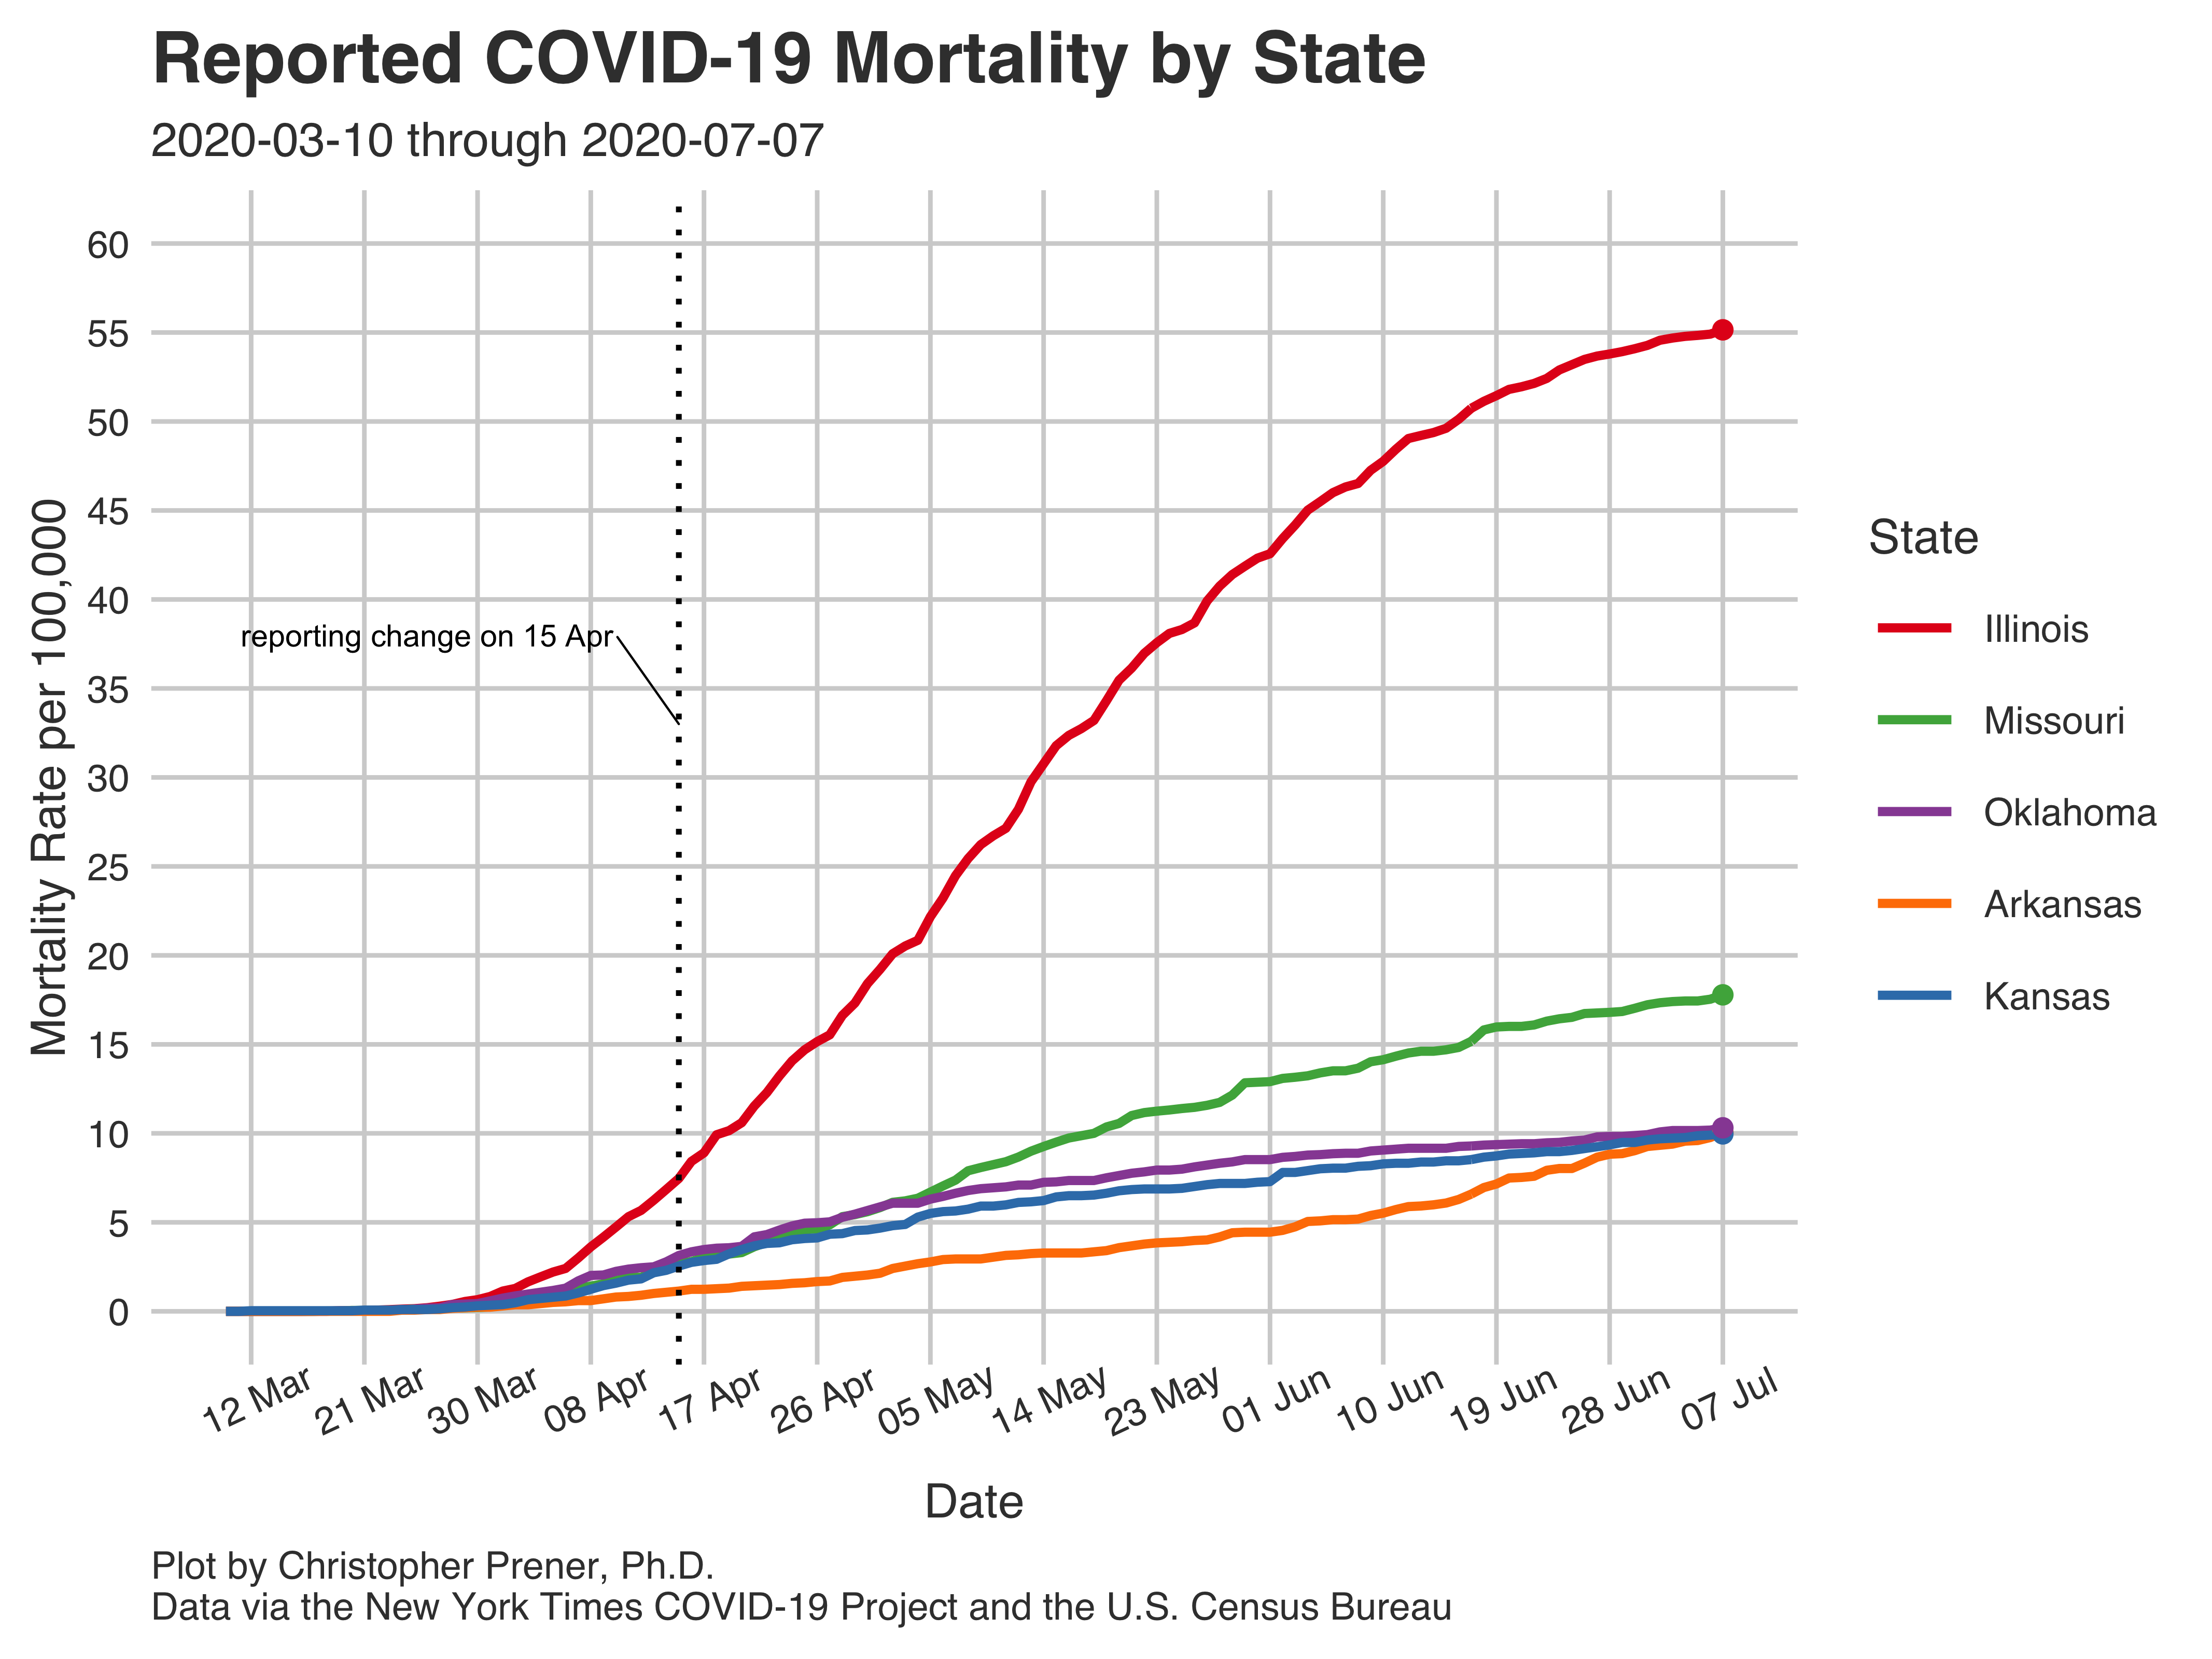 Reported COVID-19 Mortality by State
2020-03-10 through 2020-07-07
Mortality Rate per 100,000
60
55
50
45
40
35
30
25
20
15
10
5
0
reporting change on 15 Apr
12 Mar
21 Mar
30 Mar
08 Apr
17 Apr
26 Apr
05 May
14 May
23 May
01 Jun
10 Jun
19 Jun
28 Jun
07 Jul
Date
State
Illinois
Missouri
Oklahoma
Arkansas
Kansas
Plot by Christopher Prener, Ph.D.
Data via the New York Times COVID-19 Project and the U.S. Census Bureau